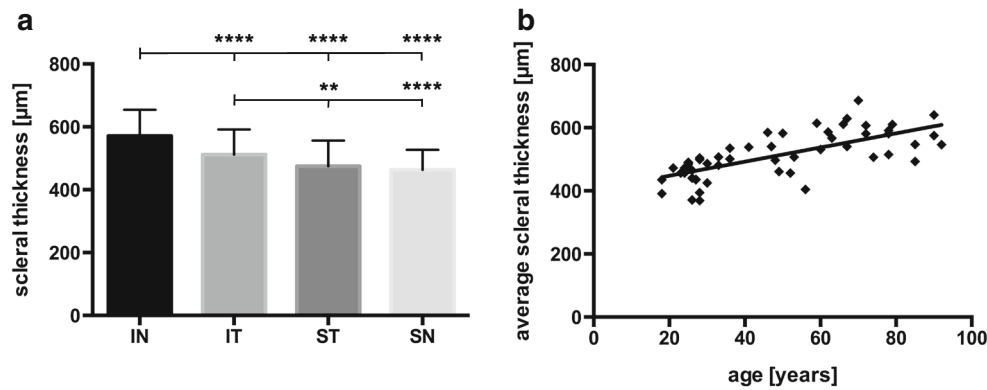 a
**** **** ****
** ****
scleral thickness [µm]
800
600
400
200
0
IN IT ST SN
b
average scleral thickness [µm]
800
600
400
200
0
0 20 40 60 80 100
age [years]